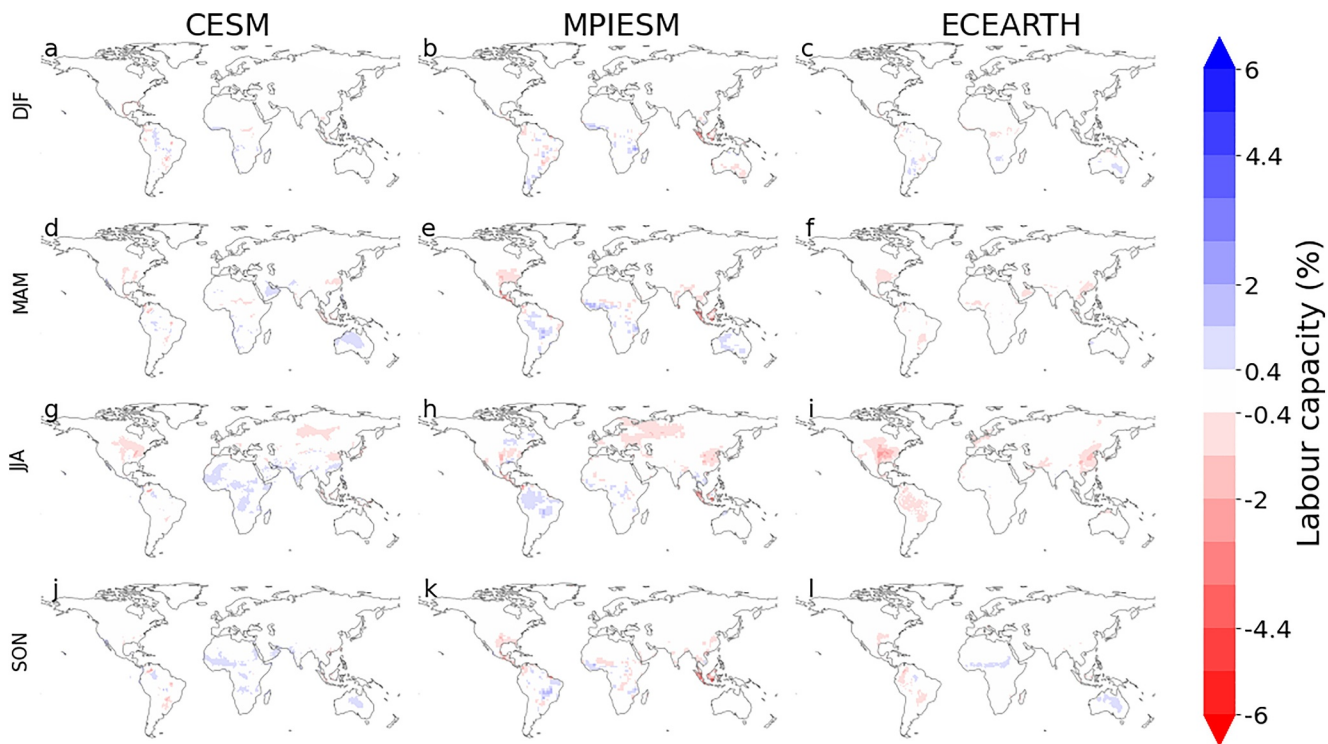 CESM MPIESM ECEARTH
DJF
a b c
MAM
d e f
JJA
g h i
SON
j k l
6
4.4
2
0.4
-0.4
-2
-4.4
-6
Labour capacity (%)